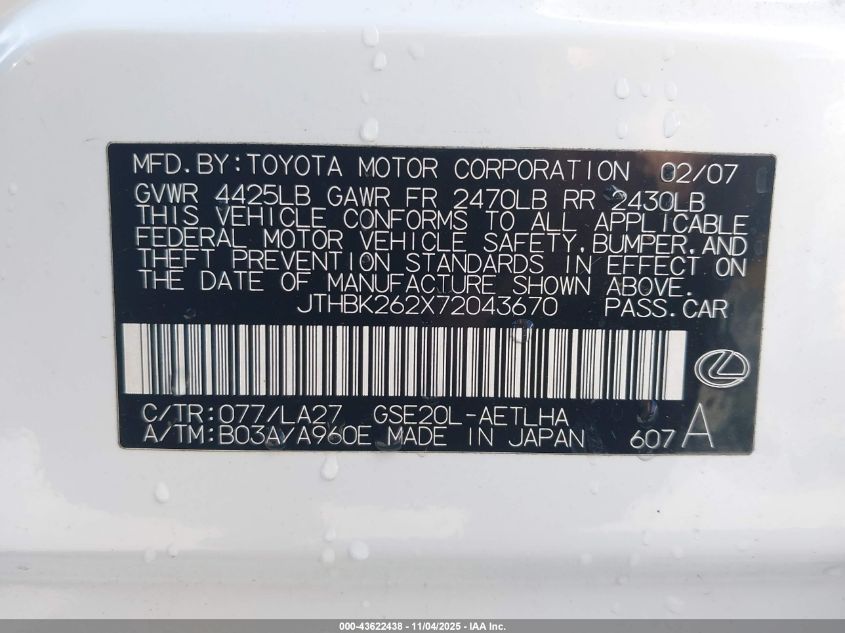 MFD.BY:TOYOTA MOTOR CORPORATION 02/07
GVWR 4425LB GAWR FR 2470LB RR 2430LB
THIS VEHICLE CONFORMS TO ALL APPLICABLE
FEDERAL MOTOR VEHICLE SAFETY, BUMPER, AND
THEFT PREVENTION STANDARDS IN EFFECT ON
THE DATE OF MANUFACTURE SHOWN ABOVE.
JTHBK262X72043670 PASS.CAR
C/TR:077/LA27 GSE20L-AETLHA
A/TM:B03A/A960E MADE IN JAPAN 607 A
000-43622438 - 11/04/2025 - IAA Inc.